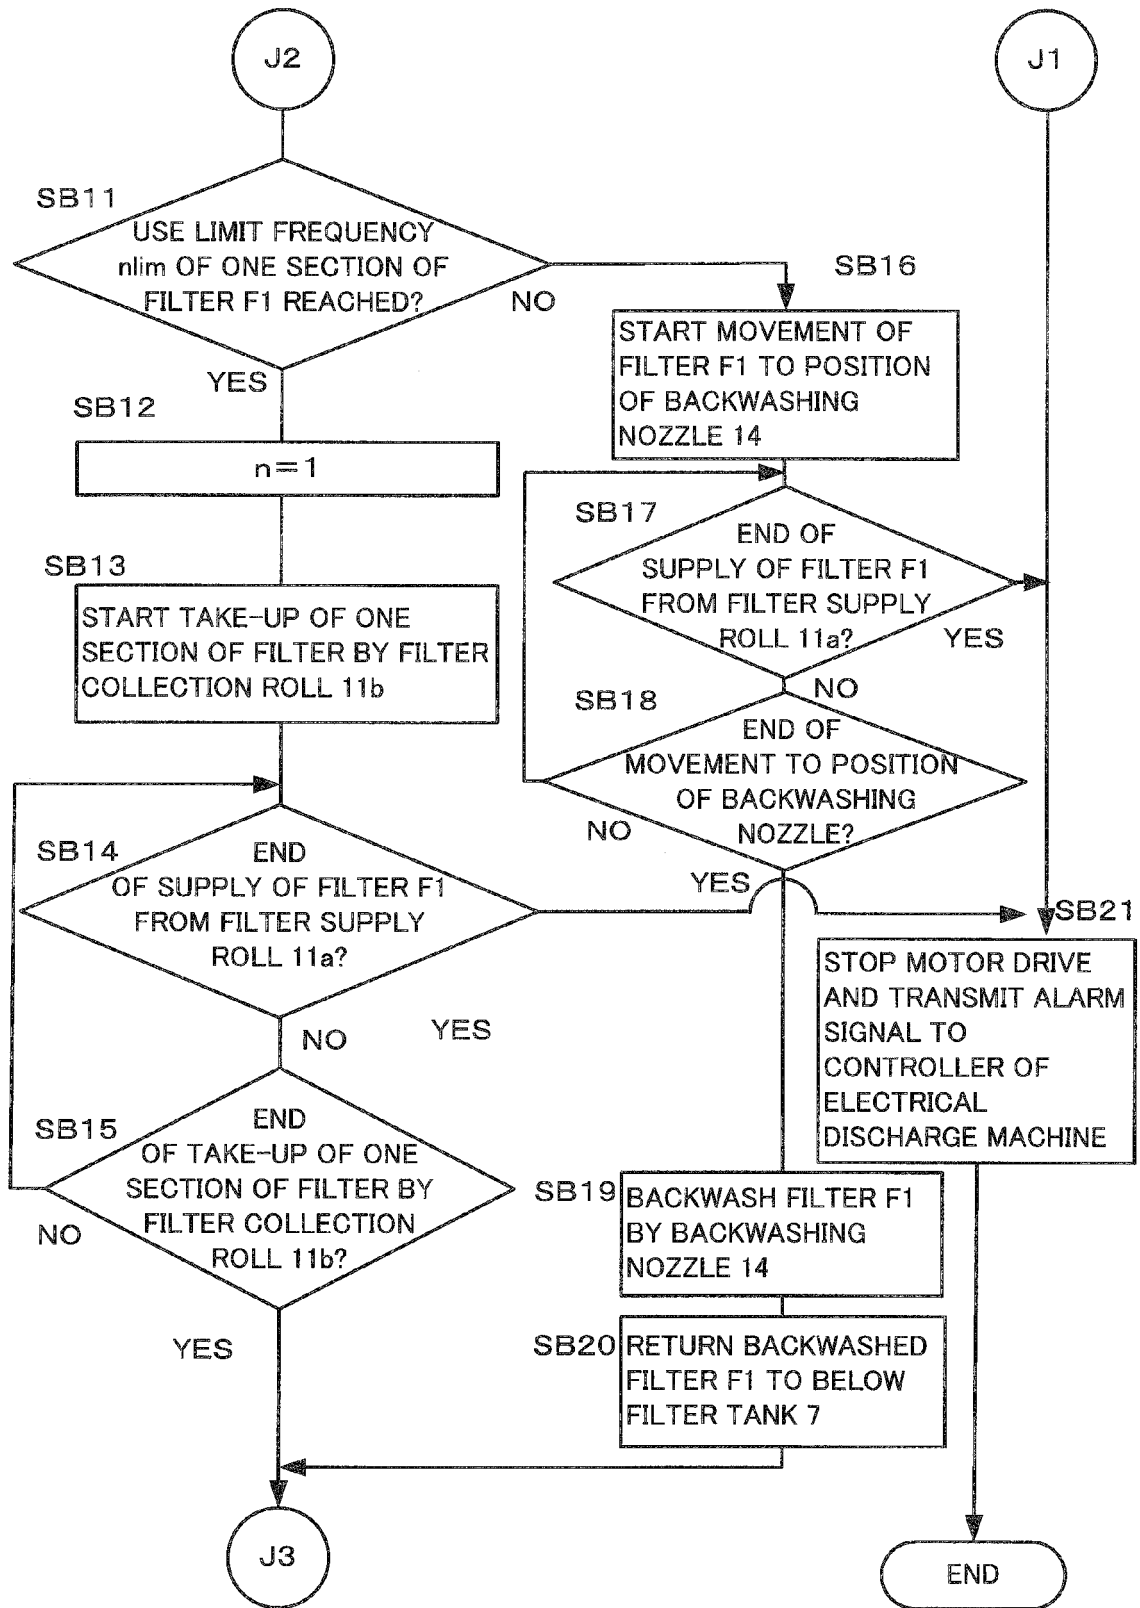 J2
J1
SB11
USE LIMIT FREQUENCY
nlim OF ONE SECTION OF
FILTER F1 REACHED?
NO
YES
SB12
n=1
SB13
START TAKE-UP OF ONE
SECTION OF FILTER BY FILTER
COLLECTION ROLL 11b
SB14
END
OF SUPPLY OF FILTER F1
FROM FILTER SUPPLY
ROLL 11a?
YES
NO
SB15
END
OF TAKE-UP OF ONE
SECTION OF FILTER BY
FILTER COLLECTION
ROLL 11b?
NO
YES
J3
SB16
START MOVEMENT OF
FILTER F1 TO POSITION
OF BACKWASHING
NOZZLE 14
SB17
END OF
SUPPLY OF FILTER F1
FROM FILTER SUPPLY
ROLL 11a?
YES
NO
SB18
END OF
MOVEMENT TO POSITION
OF BACKWASHING
NOZZLE?
NO
YES
SB19
BACKWASH FILTER F1
BY BACKWASHING
NOZZLE 14
SB20
RETURN BACKWASHED
FILTER F1 TO BELOW
FILTER TANK 7
SB21
STOP MOTOR DRIVE
AND TRANSMIT ALARM
SIGNAL TO
CONTROLLER OF
ELECTRICAL
DISCHARGE MACHINE
END